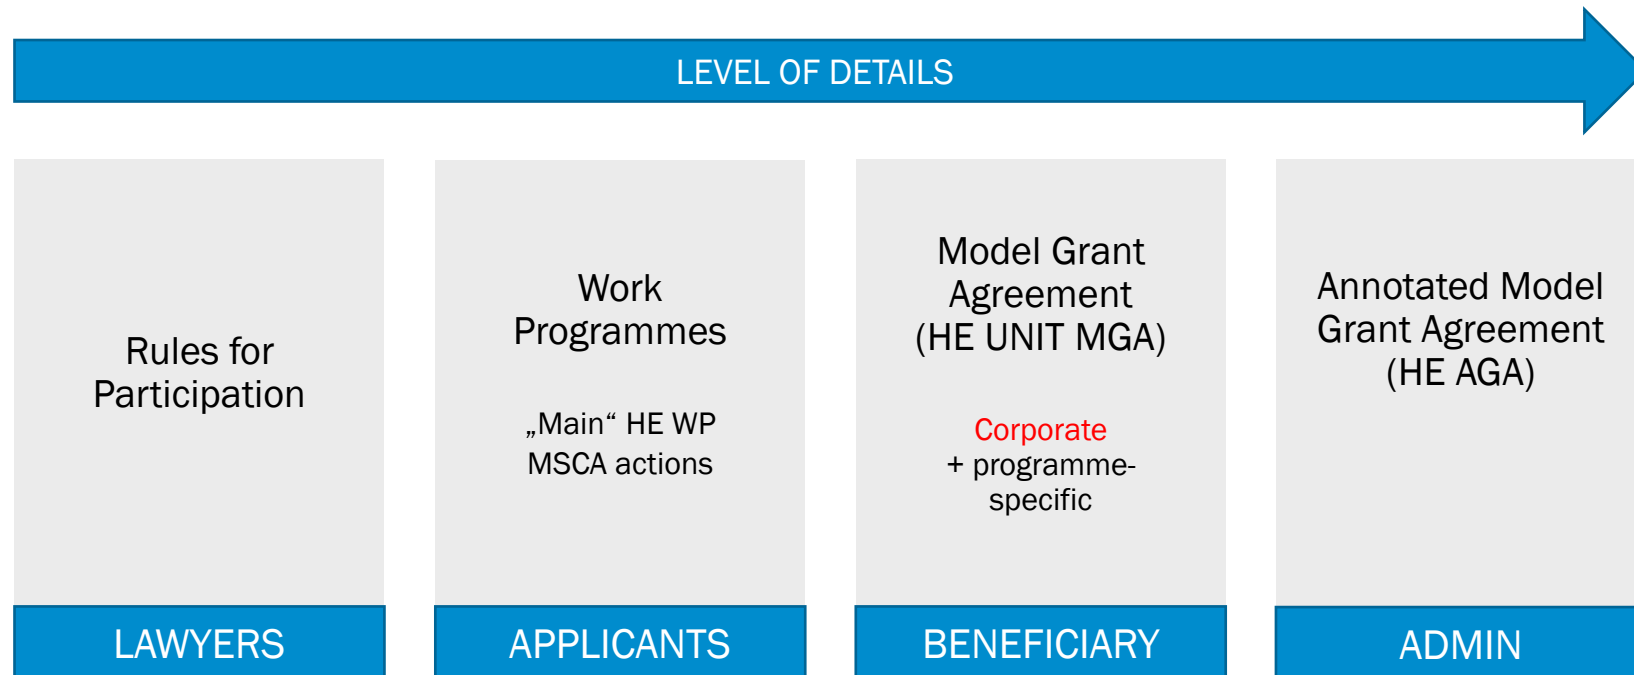 LEVEL OF DETAILS
Rules for
Participation
LAWYERS
Work
Programmes
„Main“ HE WP
MSCA actions
APPLICANTS
Model Grant
Agreement
(HE UNIT MGA)
Corporate
+ programme-
specific
BENEFICIARY
Annotated Model
Grant Agreement
(HE AGA)
ADMIN